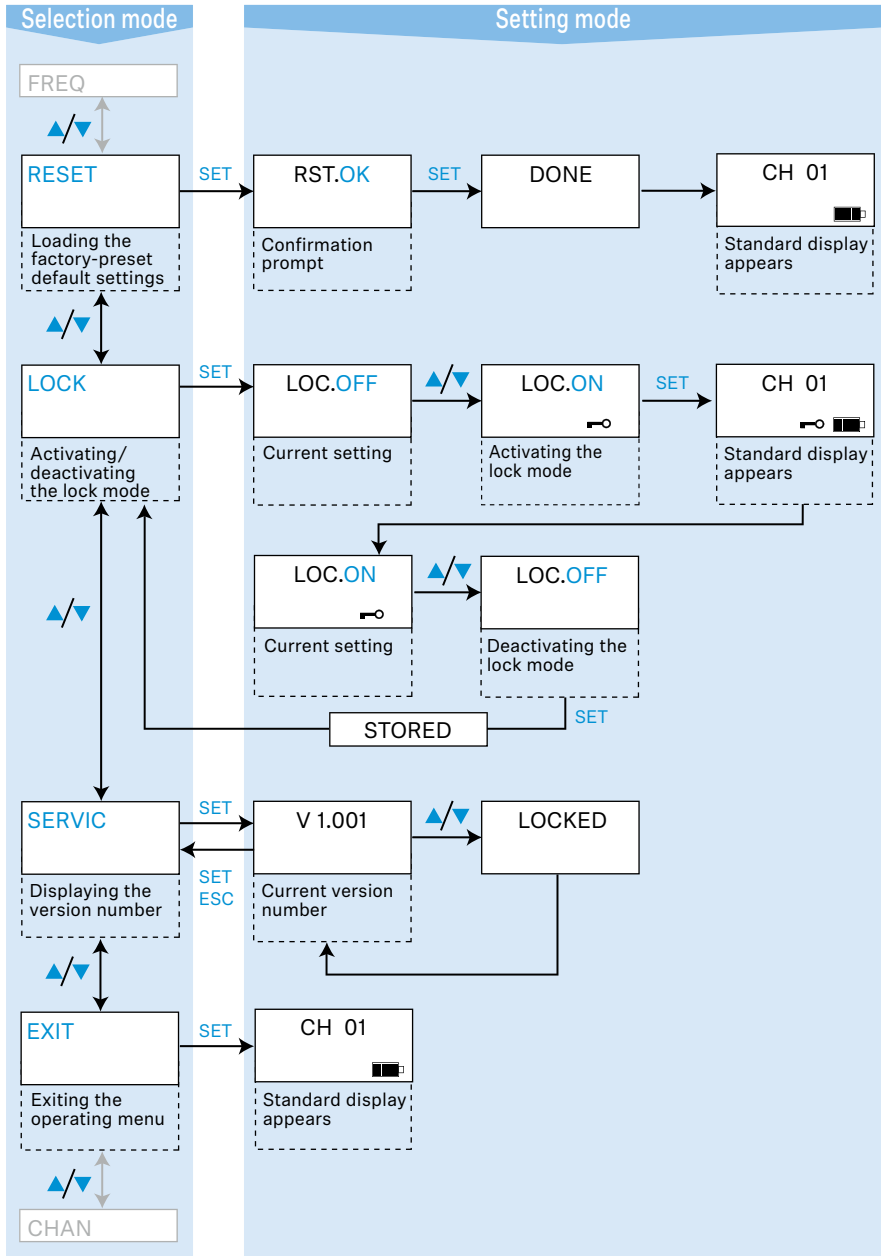 Selection mode
Setting mode
FREQ
▲/▼
RESET
SET
RST.OK
SET
DONE
CH 01
Loading the
factory-preset
default settings
Confirmation
prompt
Standard display
appears
▲/▼
LOCK
SET
LOC.OFF
▲/▼
LOC.ON
SET
CH 01
Activating/
deactivating
the lock mode
Current setting
Activating the
lock mode
Standard display
appears
LOC.ON
▲/▼
LOC.OFF
Current setting
Deactivating the
lock mode
▲/▼
STORED
SET
SERVIC
SET
V 1.001
▲/▼
LOCKED
SET
ESC
Displaying the
version number
Current version
number
▲/▼
EXIT
SET
CH 01
Exiting the
operating menu
Standard display
appears
▲/▼
CHAN